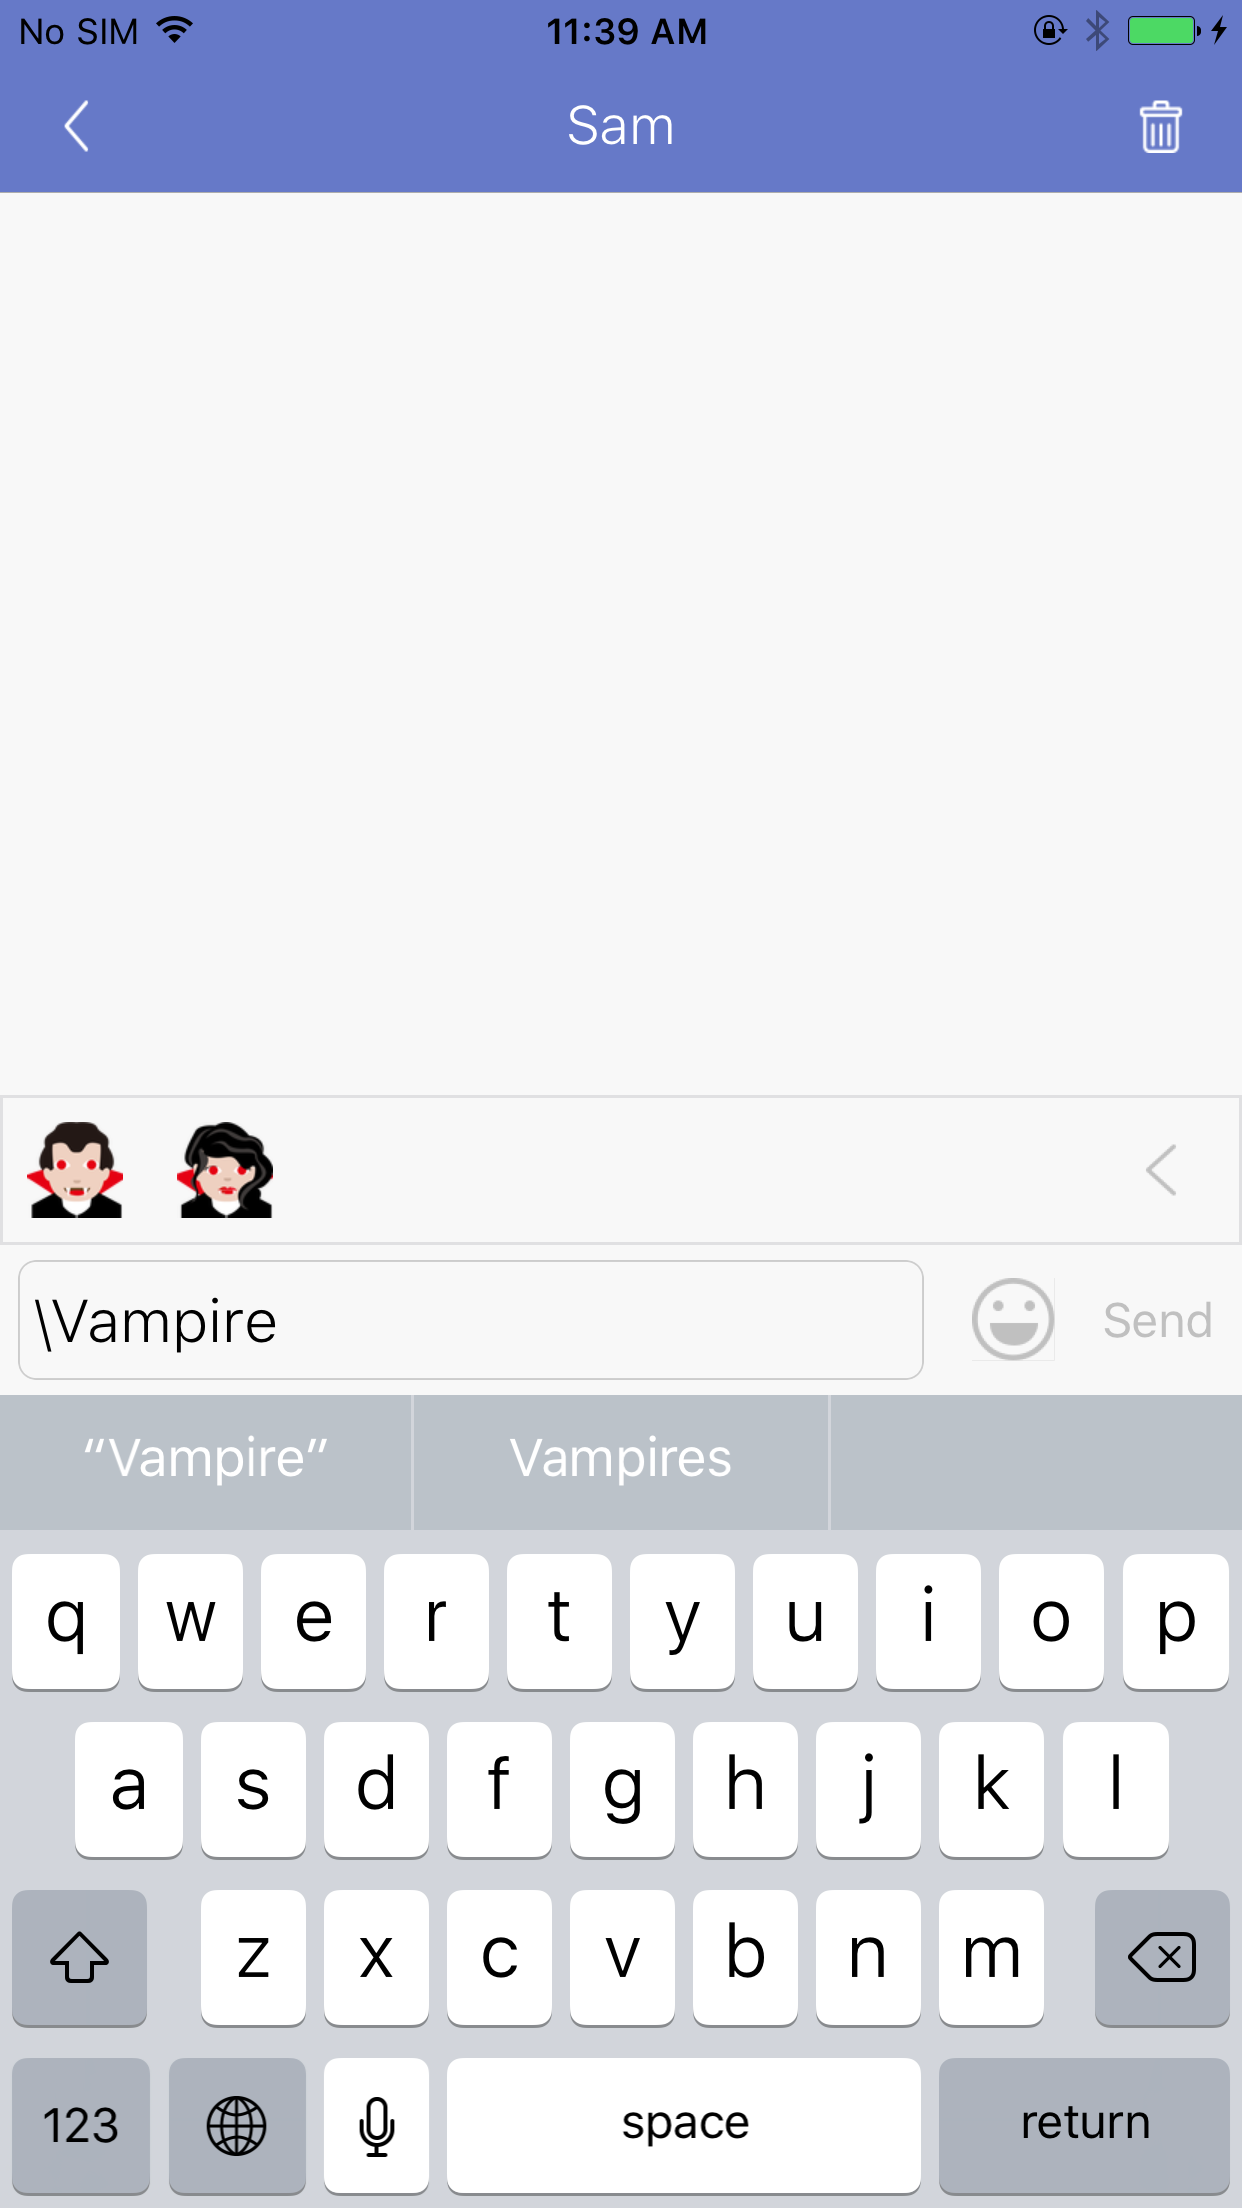 No SIM 11:39 AM
Sam
\Vampire Send
“Vampire” Vampires
q w e r t y u i o p
a s d f g h j k l
z x c v b n m
123 space return